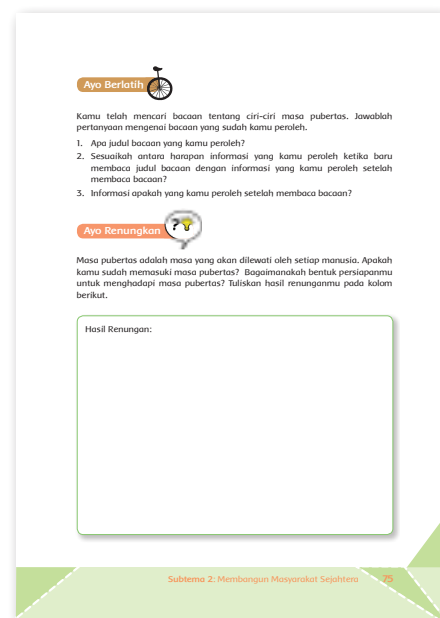 Ayo Berlatih
Kamu telah mencari bacaan tentang ciri-ciri masa pubertas. Jawablah
pertanyaan mengenai bacaan yang sudah kamu peroleh.
1. Apa judul bacaan yang kamu peroleh?
2. Sesuaikah antara harapan informasi yang kamu peroleh ketika baru
membaca judul bacaan dengan informasi yang kamu peroleh setelah
membaca bacaan?
3. Informasi apakah yang kamu peroleh setelah membaca bacaan?
Ayo Renungkan
?
Masa pubertas adalah masa yang akan dilewati oleh setiap manusia. Apakah
kamu sudah memasuki masa pubertas? Bagaimanakah bentuk persiapanmu
untuk menghadapi masa pubertas? Tuliskan hasil renunganmu pada kolom
berikut.
Hasil Renungan:
Subtema 2: Membangun Masyarakat Sejahtera 75